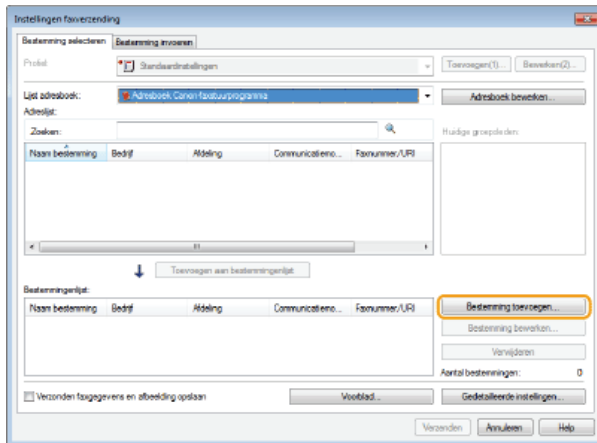 Instellingen faxverzending
Bestemming selecteren Bestemming invoeren
Profiel: Standaardinstellingen Toevoegen(1)... Bewerken(2)...
Lijst adresboek: Adresboek Canon-faxstuurprogramma Adresboek bewerken...
Adreslijst:
Zoeken: Huidige groepsleden:
Naam bestemming Bedrijf Afdeling Communicatiemo... Faxnummer/URI
Toevoegen aan bestemmingenlijst
Bestemmingenlijst:
Naam bestemming Bedrijf Afdeling Communicatiemo... Faxnummer/URI Bestemming toevoegen...
Bestemming bewerken...
Verwijderen
Aantal bestemmingen: 0
Verzonden faxgegevens en afbeelding opslaan Voorblad... Gedetailleerde instellingen...
Verzenden Annuleren Help